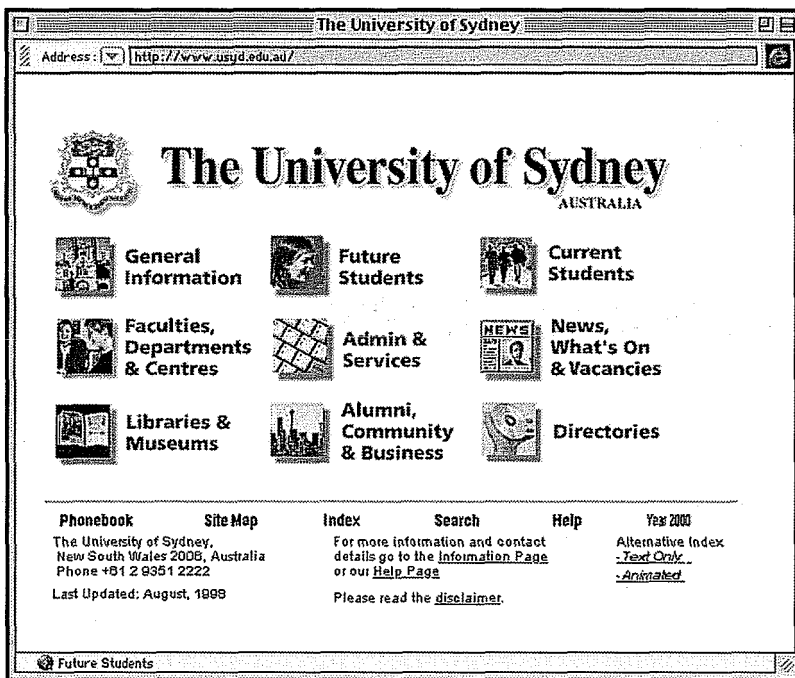 The University of Sydney
Address: http://www.usyd.edu.au/
The University of Sydney
AUSTRALIA
General
Information
Future
Students
Current
Students
Faculties,
Departments
& Centres
Admin &
Services
NEWS
News,
What's On
& Vacancies
Libraries &
Museums
Alumni,
Community
& Business
Directories
Phonebook Site Map Index Search Help Year 2000
The University of Sydney,
New South Wales 2006, Australia
Phone +61 2 9351 2222
Last Updated: August, 1998
For more information and contact
details go to the Information Page
or our Help Page
Please read the disclaimer.
Alternative Index
- Text Only
- Animated
Future Students